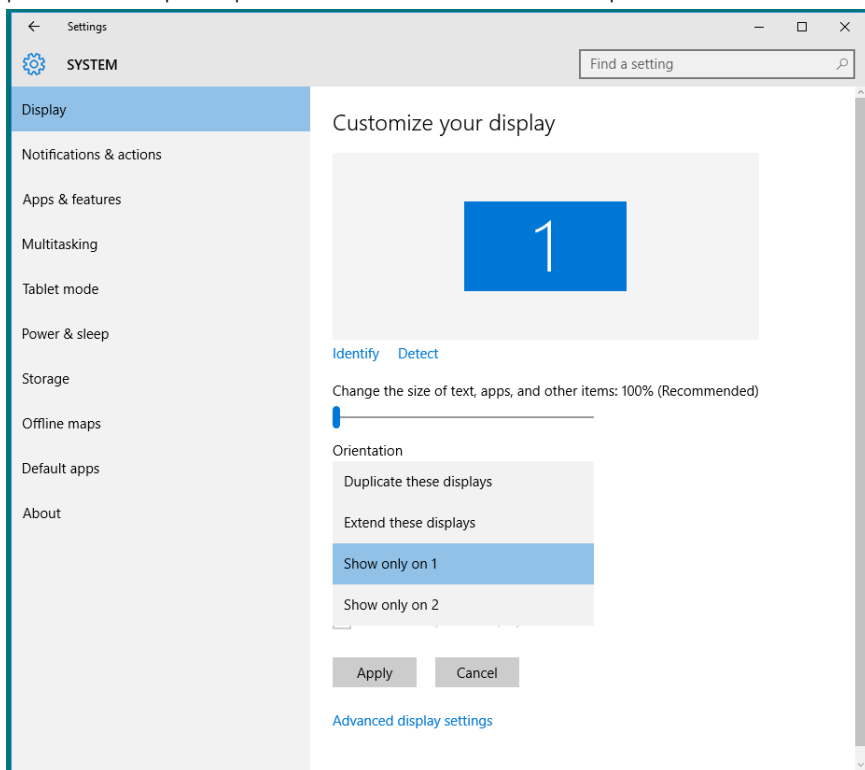 Settings
SYSTEM
Find a setting
Display
Notifications & actions
Apps & features
Multitasking
Tablet mode
Power & sleep
Storage
Offline maps
Default apps
About
Customize your display
1
Identify Detect
Change the size of text, apps, and other items: 100% (Recommended)
Orientation
Duplicate these displays
Extend these displays
Show only on 1
Show only on 2
Apply Cancel
Advanced display settings